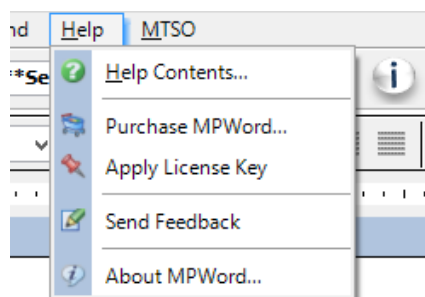 nd Help MTSO
**Se
Help Contents...
Purchase MPWord...
Apply License Key
Send Feedback
About MPWord...